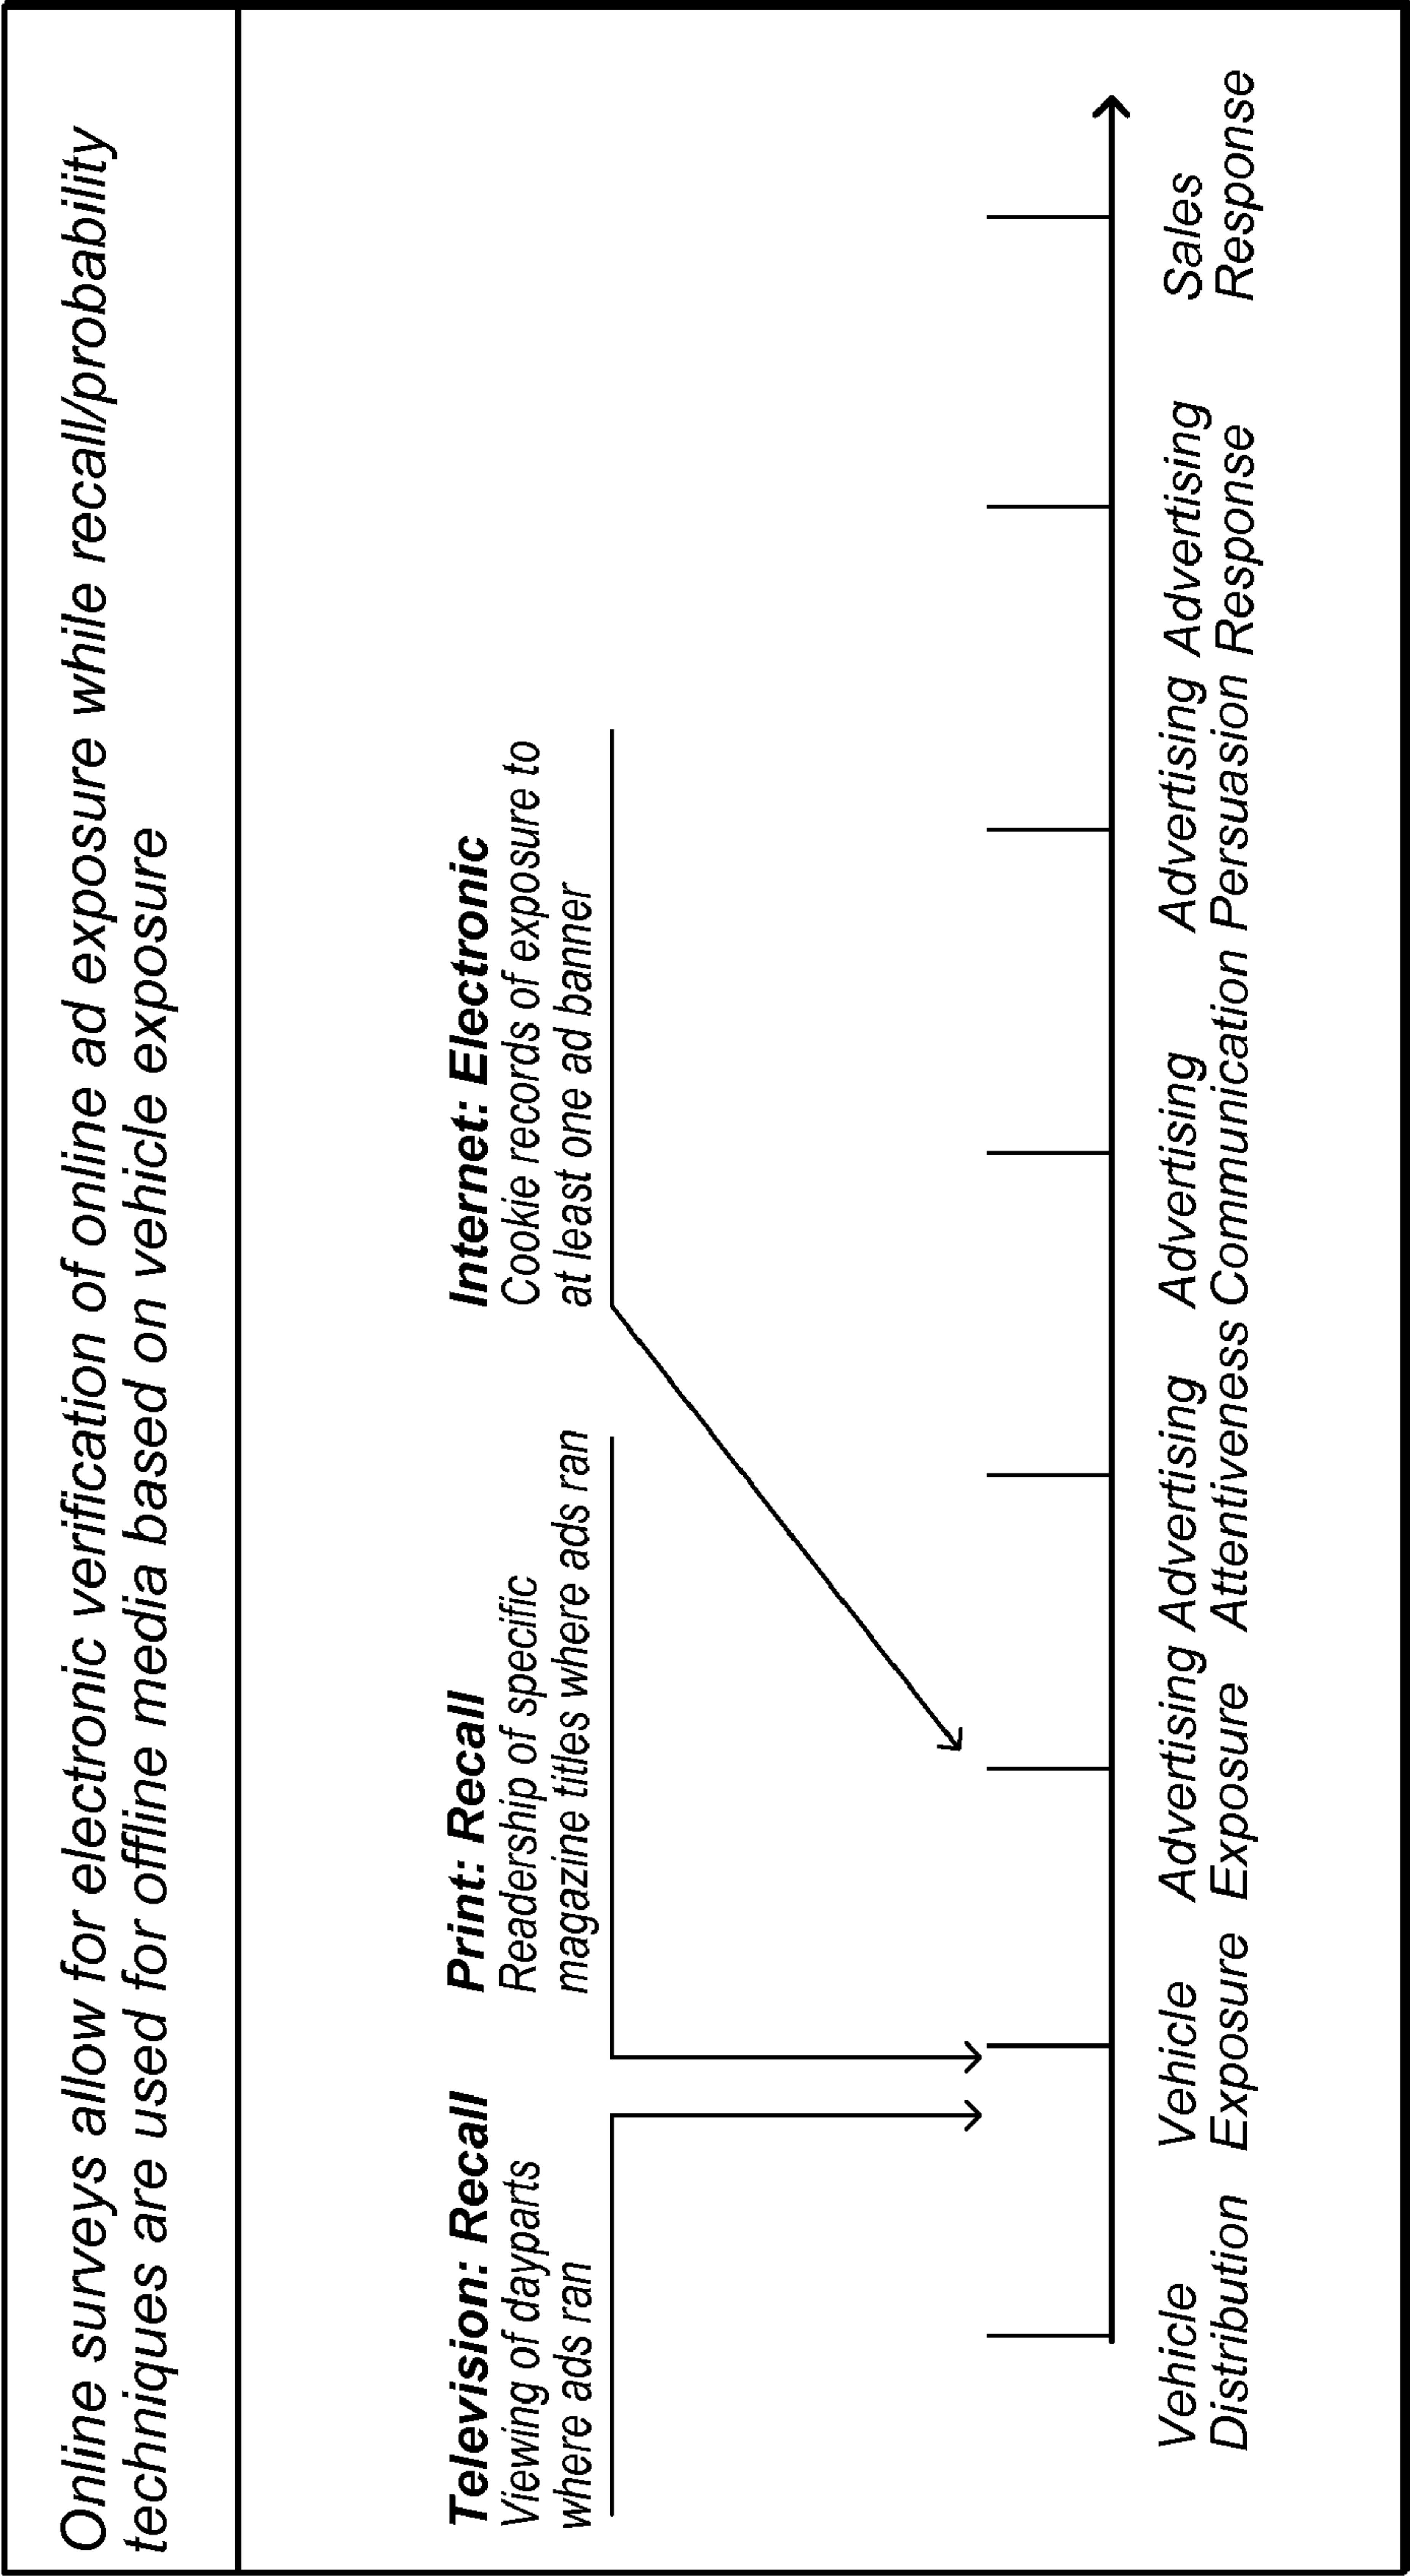 Online surveys allow for electronic verification of online ad exposure while recall/probability
techniques are used for offline media based on vehicle exposure
Television: Recall
Viewing of dayparts
where ads ran
Print: Recall
Readership of specific
magazine titles where ads ran
Internet: Electronic
Cookie records of exposure to
at least one ad banner
Vehicle
Distribution
Vehicle
Exposure
Advertising
Exposure
Advertising
Attentiveness
Advertising
Communication
Advertising
Persuasion
Advertising
Response
Sales
Response